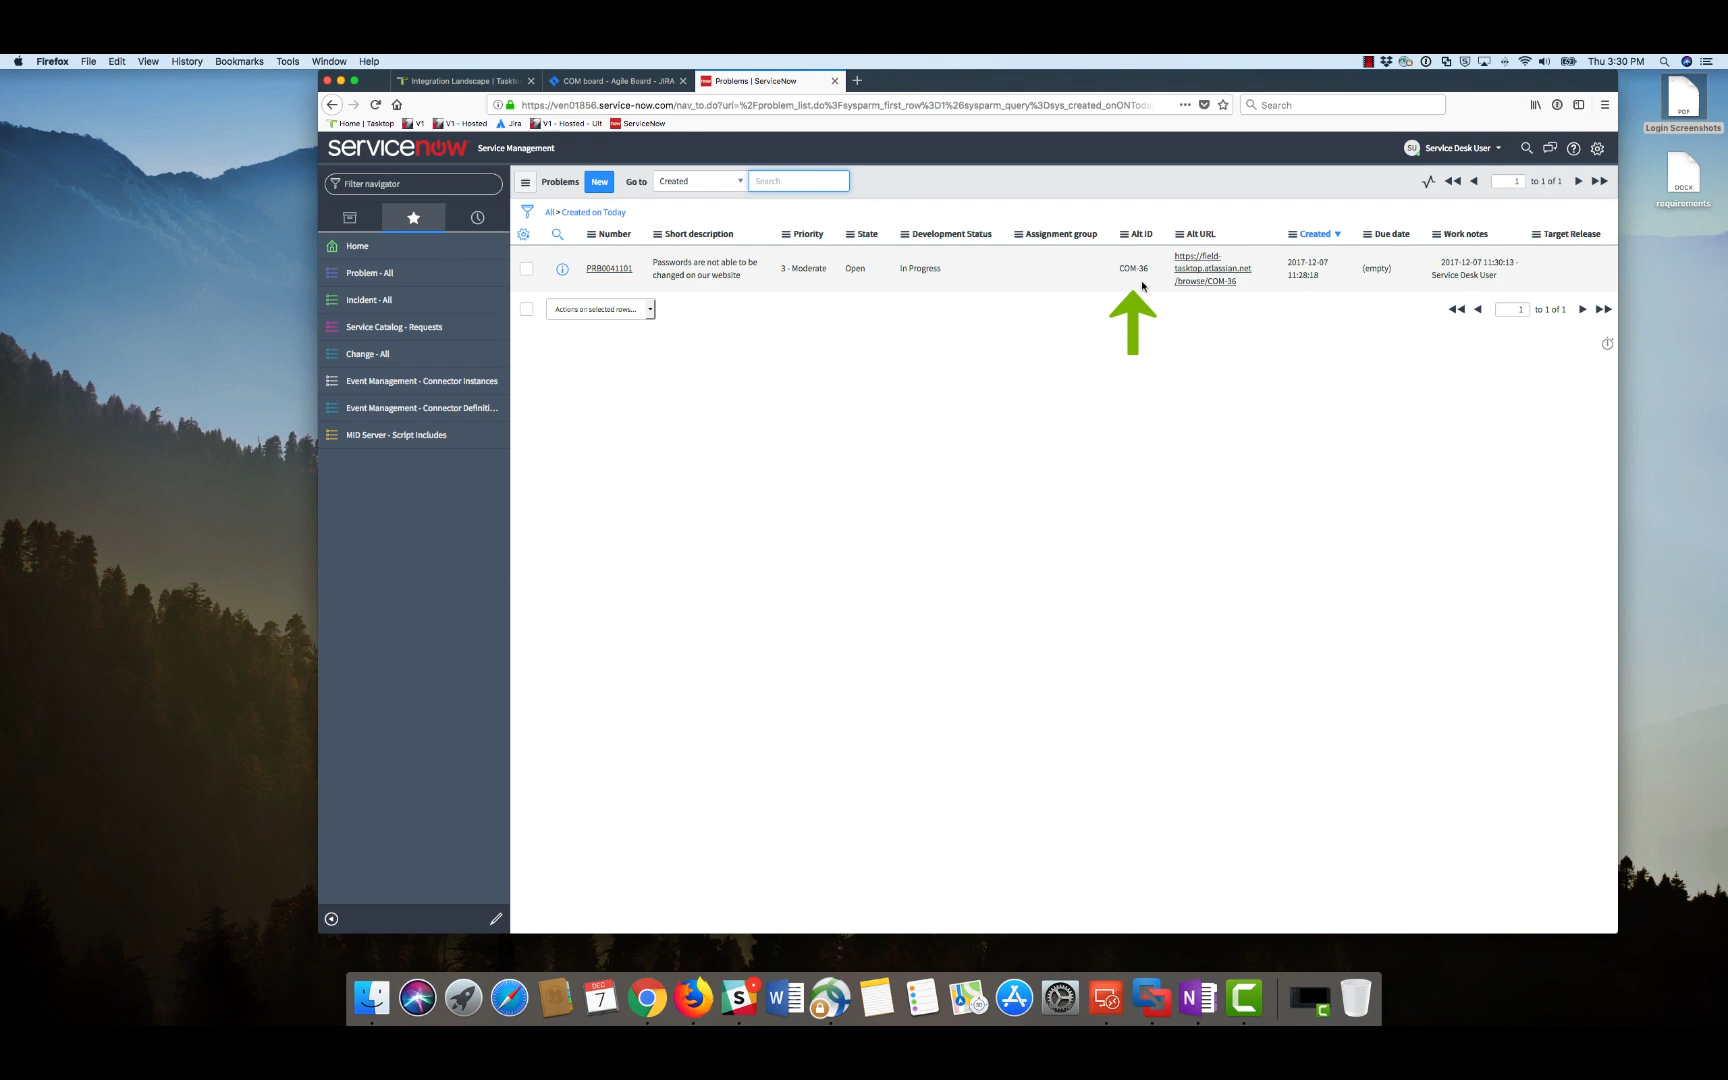 Firefox File Edit View History Bookmarks Tools Window Help
Thu 3:30 PM
Integration Landscape | Taskto
COM board - Agile Board - JIRA
Problems | ServiceNow
https://ven01856.service-now.com/nav_to.do?uri=%2Fproblem_list.do%3Fsysparm_first_row%3D1%26sysparm_query%3Dsys_created_onONToda
Search
Home | Tasktop V1 V1 - Hosted Jira V1 - Hosted - Ult ServiceNow
PDF
Login Screenshots
DOCX
requirements
servicenow Service Management
SU Service Desk User
Filter navigator
Home
Problem - All
Incident - All
Service Catalog - Requests
Change - All
Event Management - Connector Instances
Event Management - Connector Definiti...
MID Server - Script Includes
Problems New Go to Created Search
1 to 1 of 1
All > Created on Today
Number Short description Priority State Development Status Assignment group Alt ID Alt URL Created Due date Work notes Target Release
PRB0041101
Passwords are not able to be
changed on our website
3 - Moderate
Open
In Progress
COM-36
https://field-
tasktop.atlassian.net
/browse/COM-36
2017-12-07
11:28:18
(empty)
2017-12-07 11:30:13 -
Service Desk User
Actions on selected rows...
1 to 1 of 1
DEC
7
S
W
N
C